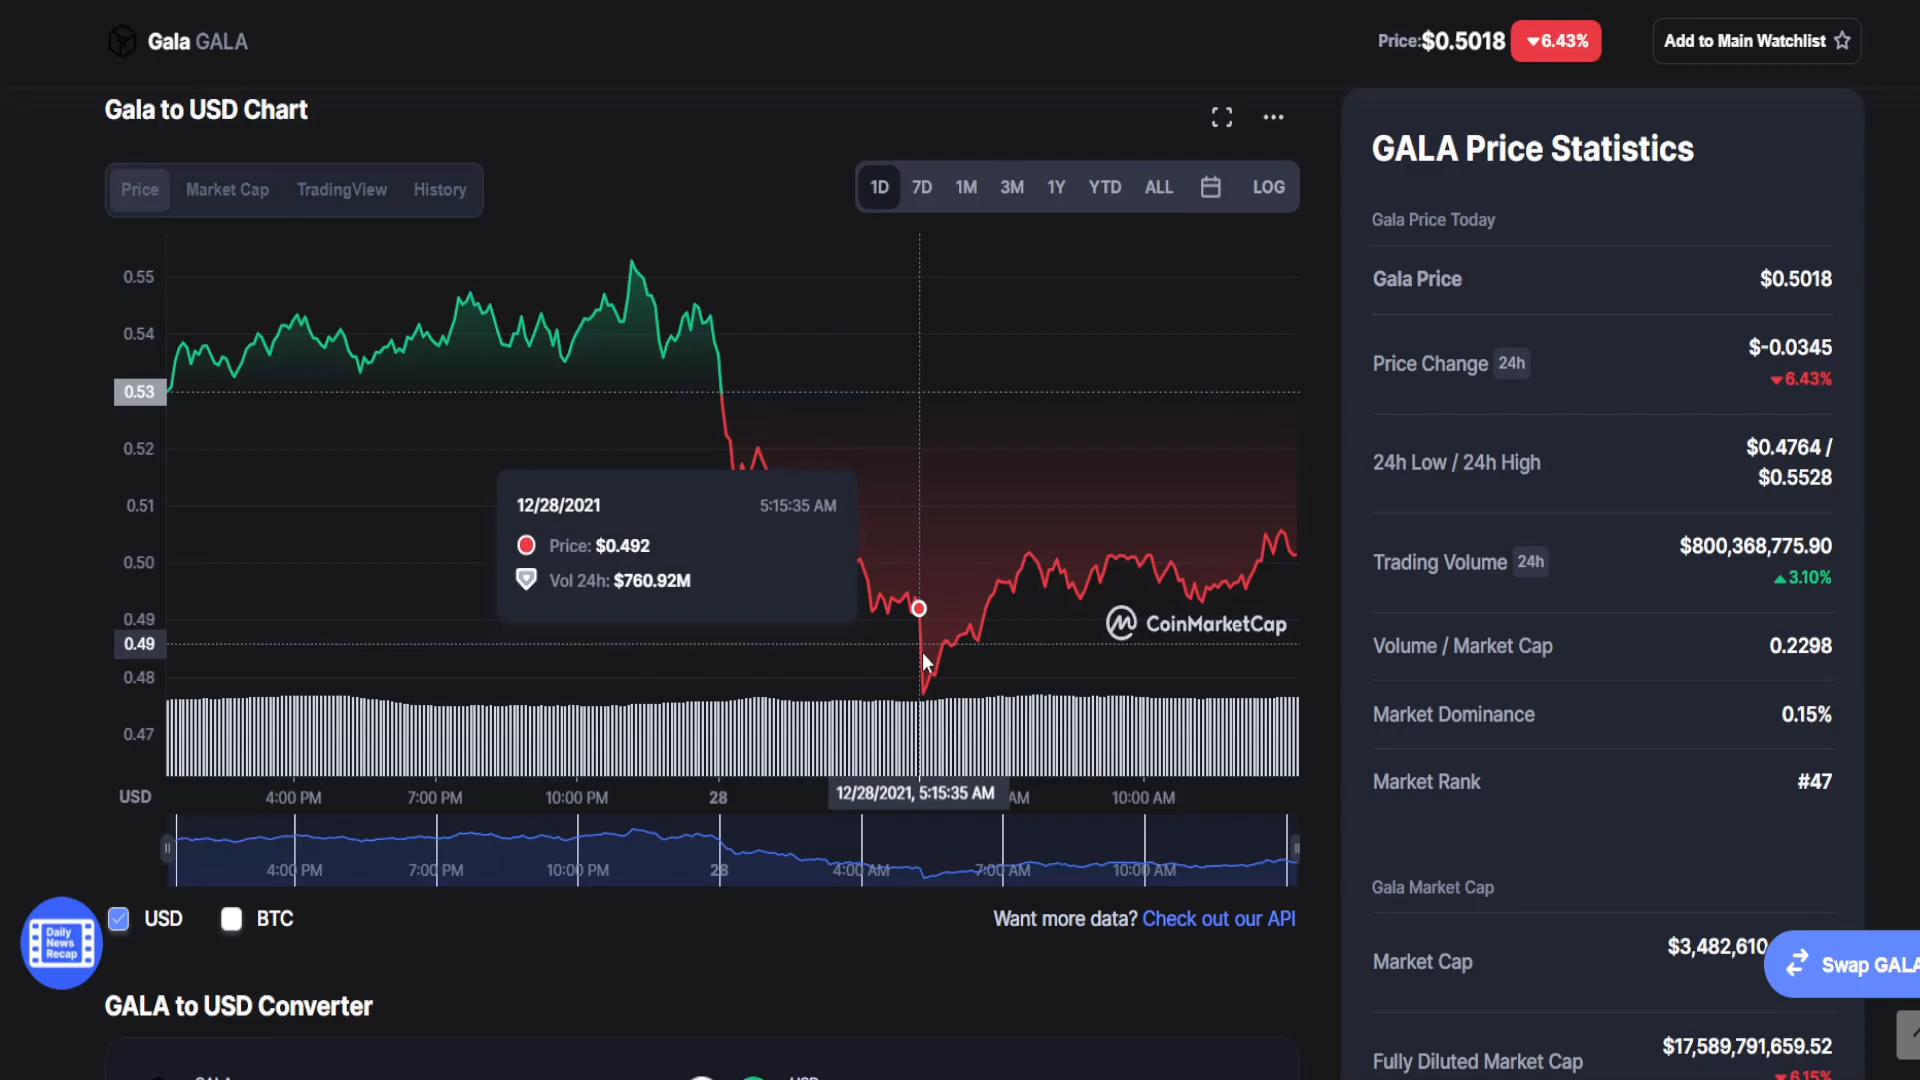 Gala GALA
Price:$0.5018 ▼6.43%
Add to Main Watchlist
Gala to USD Chart
Price Market Cap TradingView History
1D 7D 1M 3M 1Y YTD ALL LOG
0.55
0.54
0.53
0.52
0.51
0.50
0.49
0.49
0.48
0.47
12/28/2021 5:15:35 AM
Price: $0.492
Vol 24h: $760.92M
CoinMarketCap
USD 4:00 PM 7:00 PM 10:00 PM 28 12/28/2021, 5:15:35 AM AM 10:00 AM
4:00 PM 7:00 PM 10:00 PM 28 4:00 AM 7:00 AM 10:00 AM
Daily
News
Recap
USD BTC
Want more data? Check out our API
GALA to USD Converter
GALA Price Statistics
Gala Price Today
Gala Price $0.5018
Price Change 24h $-0.0345
▼6.43%
24h Low / 24h High $0.4764 /
$0.5528
Trading Volume 24h $800,368,775.90
▲3.10%
Volume / Market Cap 0.2298
Market Dominance 0.15%
Market Rank #47
Gala Market Cap
Market Cap $3,482,610
Swap GALA
Fully Diluted Market Cap $17,589,791,659.52
▼6.15%